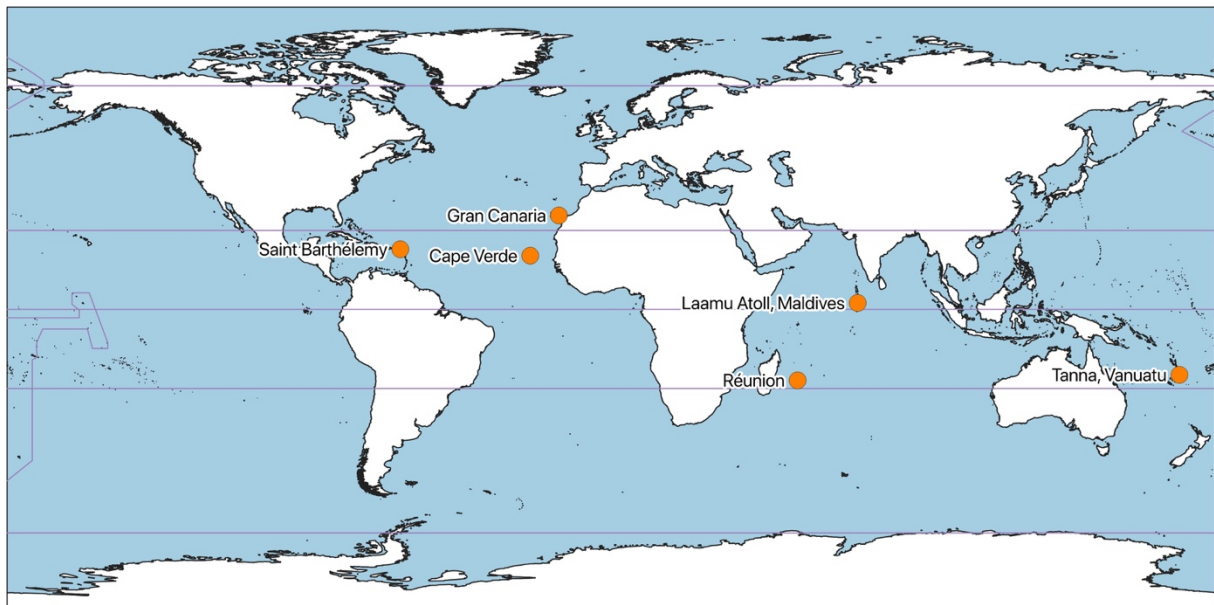 Gran Canaria
Saint Barthélemy
Cape Verde
Laamu Atoll, Maldives
Réunion
Tanna, Vanuatu